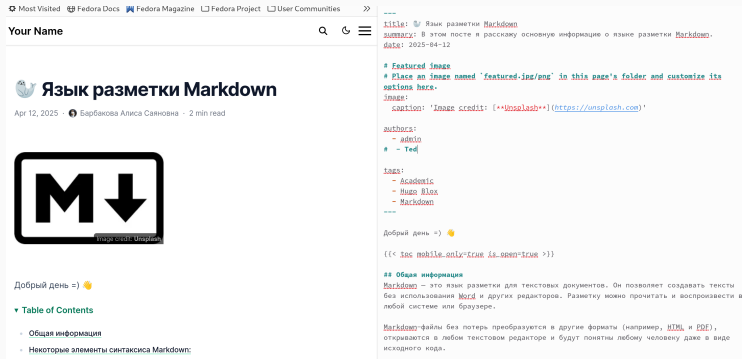 Most Visited Fedora Docs Fedora Magazine Fedora Project User Communities
Your Name
🦭 Язык разметки Markdown
Apr 12, 2025 · Барбакова Алиса Саяновна · 2 min read
M
Image credit: Unsplash
Добрый день =) 👋
▾ Table of Contents
Общая информация
Некоторые элементы синтаксиса Markdown:
---
title: 🦭 Язык разметки Markdown
summary: В этом посте я расскажу основную информацию о языке разметки Markdown.
date: 2025-04-12
# Featured image
# Place an image named `featured.jpg/png` in this page's folder and customize its
options here.
image:
caption: 'Image credit: [**Unsplash**](https://unsplash.com)'
authors:
- admin
# - Ted
tags:
- Academic
- Hugo Blox
- Markdown
---
Добрый день =) 👋
{{< toc mobile_only=true is_open=true >}}
## Общая информация
Markdown — это язык разметки для текстовых документов. Он позволяет создавать тексты
без использования Word и других редакторов. Разметку можно прочитать и воспроизвести в
любой системе или браузере.
Markdown-файлы без потерь преобразуются в другие форматы (например, HTML и PDF),
открываются в любом текстовом редакторе и будут понятны любому человеку даже в виде
исходного кода.